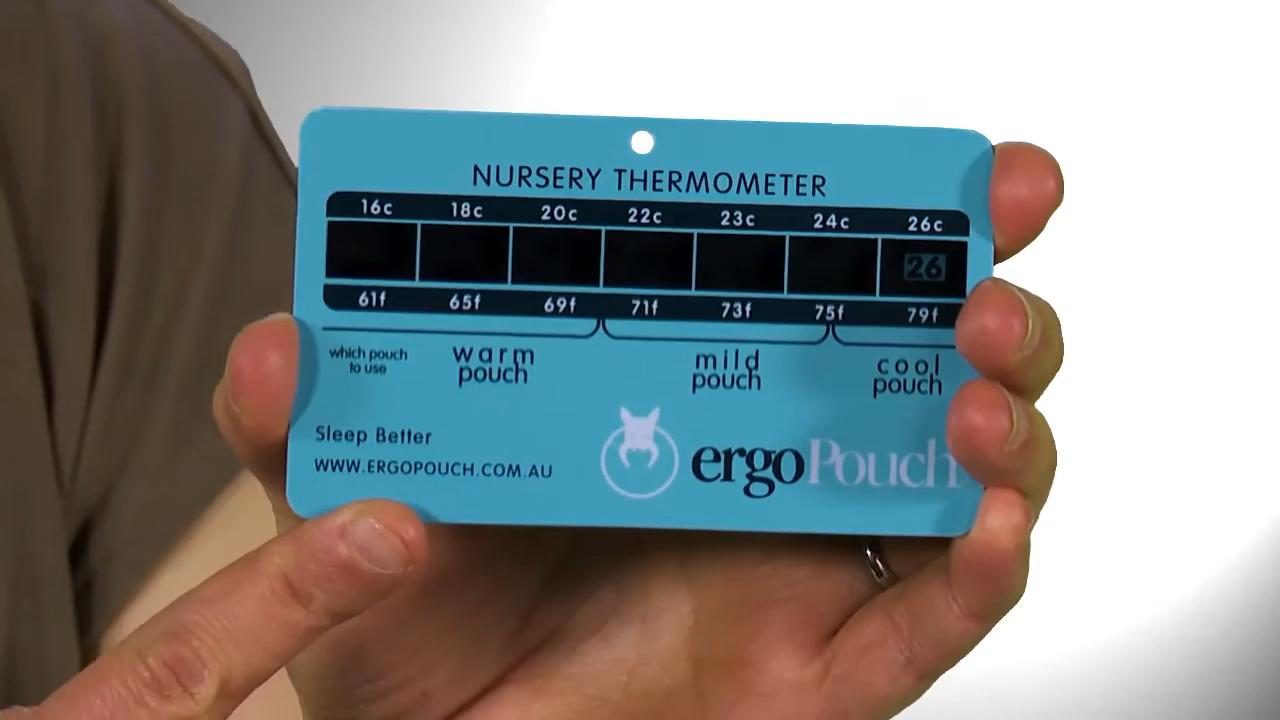 NURSERY THERMOMETER
16c 18c 20c 22c 23c 24c 26c
26
61f 65f 69f 71f 73f 75f 79f
which pouch
to use
warm
pouch
mild
pouch
cool
pouch
Sleep Better
WWW.ERGOPOUCH.COM.AU
ergoPouch